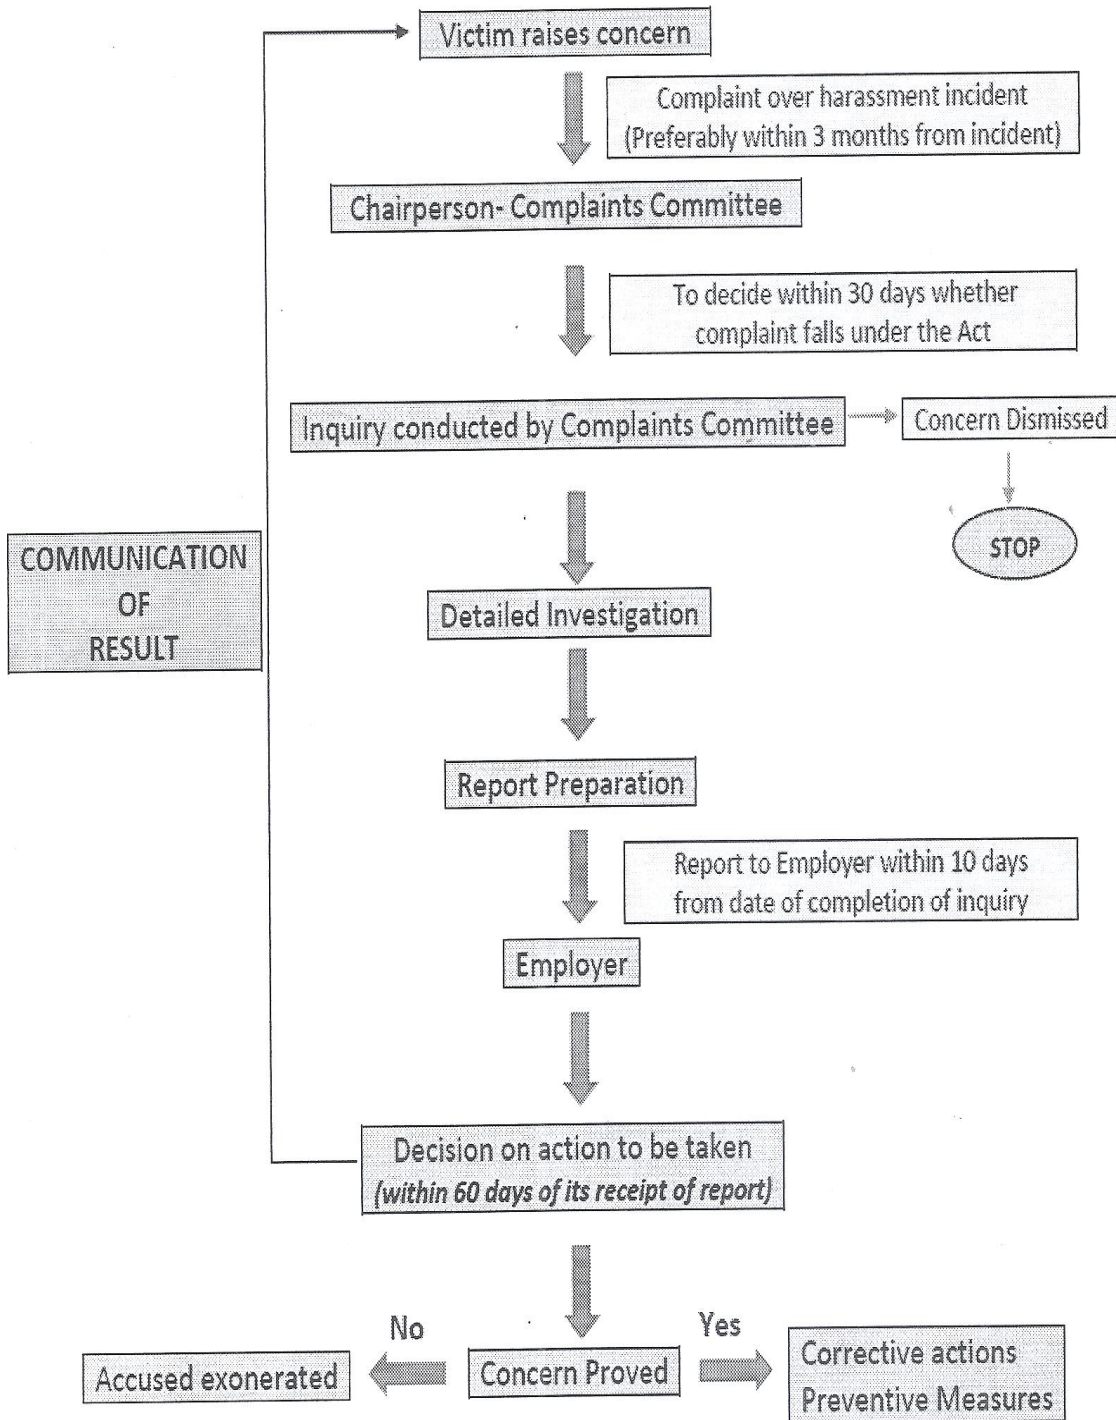 Victim raises concern
Complaint over harassment incident
(Preferably within 3 months from incident)
Chairperson- Complaints Committee
To decide within 30 days whether
complaint falls under the Act
Inquiry conducted by Complaints Committee
Concern Dismissed
STOP
COMMUNICATION
OF
RESULT
Detailed Investigation
Report Preparation
Report to Employer within 10 days
from date of completion of inquiry
Employer
Decision on action to be taken
(within 60 days of its receipt of report)
No
Yes
Accused exonerated
Concern Proved
Corrective actions
Preventive Measures